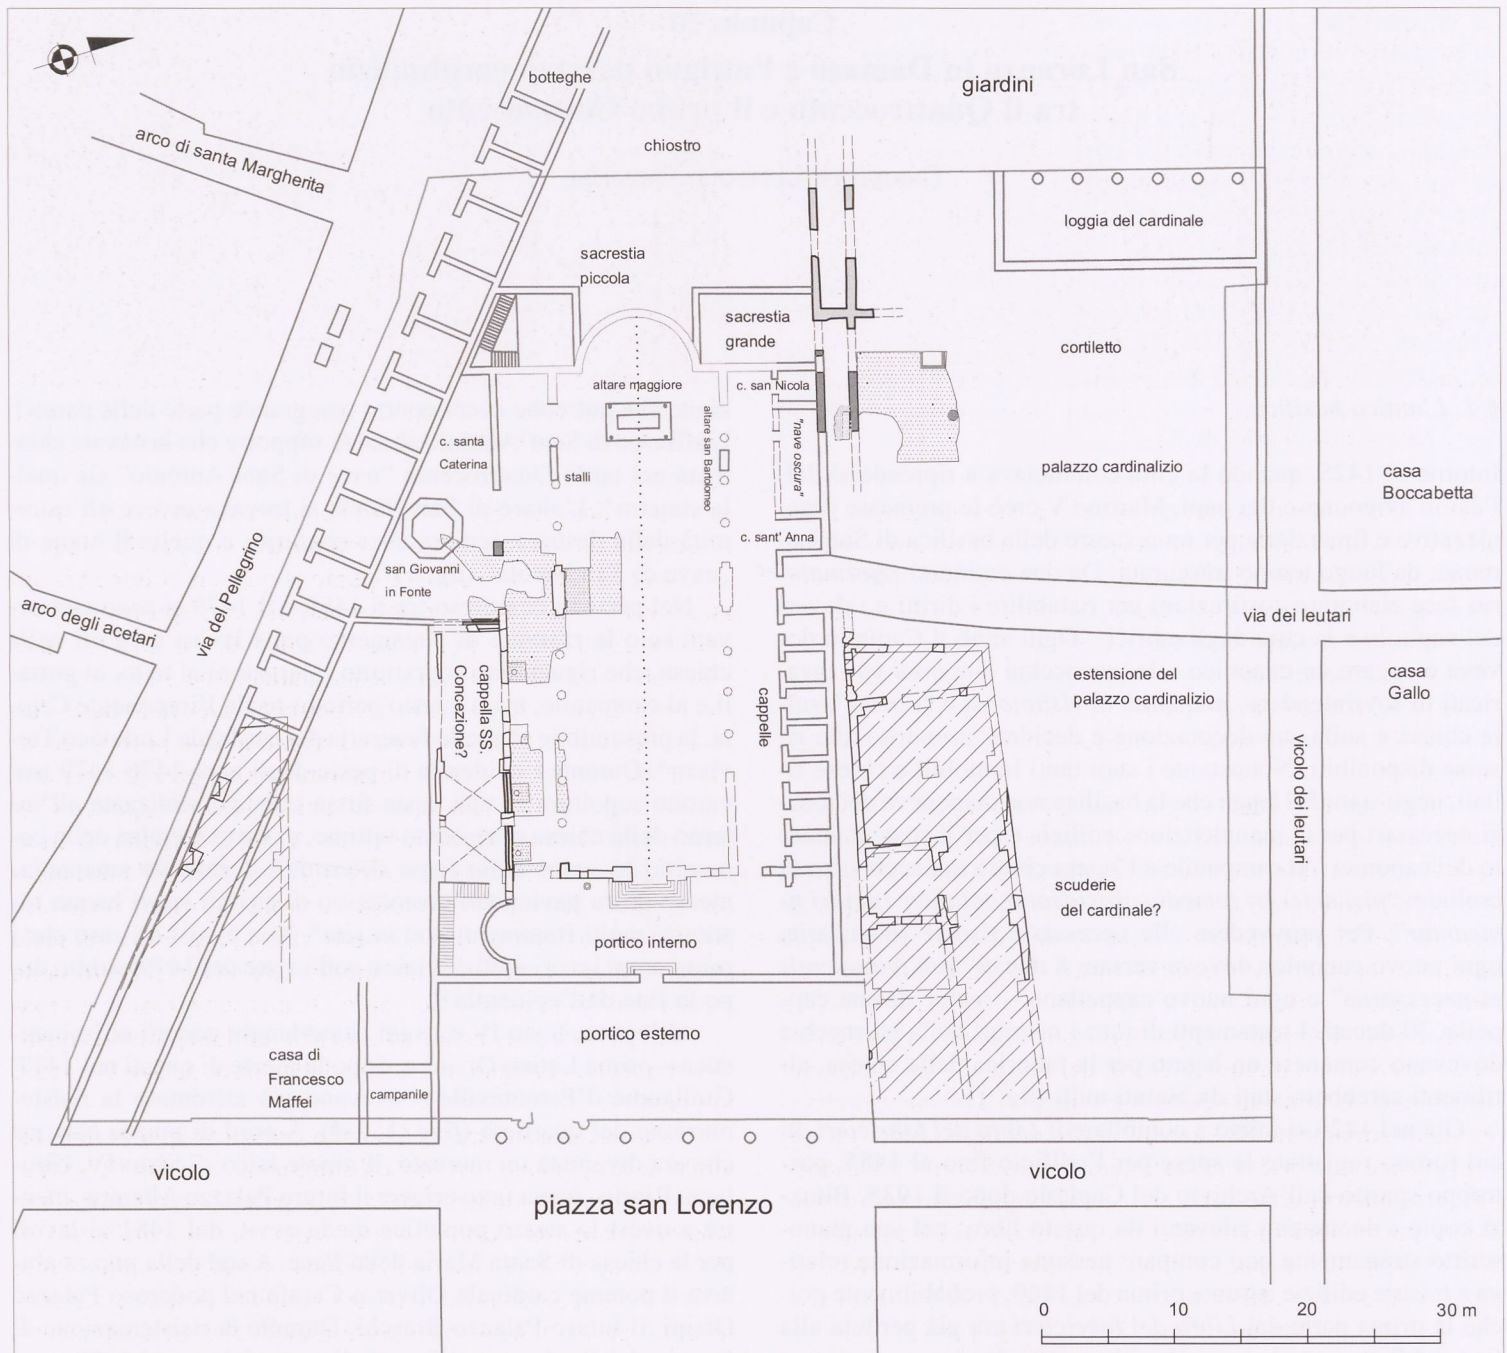 botteghe
giardini
arco di santa Margherita
chiostro
loggia del cardinale
sacrestia
piccola
sacrestia
grande
cortiletto
altare maggiore
c. san Nicola
altare san Bartolomeo
"nave oscura"
c. santa
Caterina
stalli
palazzo cardinalizio
casa
Boccabetta
c. sant' Anna
via del Pellegrino
san Giovanni
in Fonte
arco degli acetari
via dei leutari
cappella SS.
Concezione?
cappelle
estensione del
palazzo cardinalizio
casa
Gallo
vicolo dei leutari
scuderie
del cardinale?
portico interno
portico esterno
casa di
Francesco
Maffei
campanile
vicolo
vicolo
piazza san Lorenzo
0 10 20 30 m